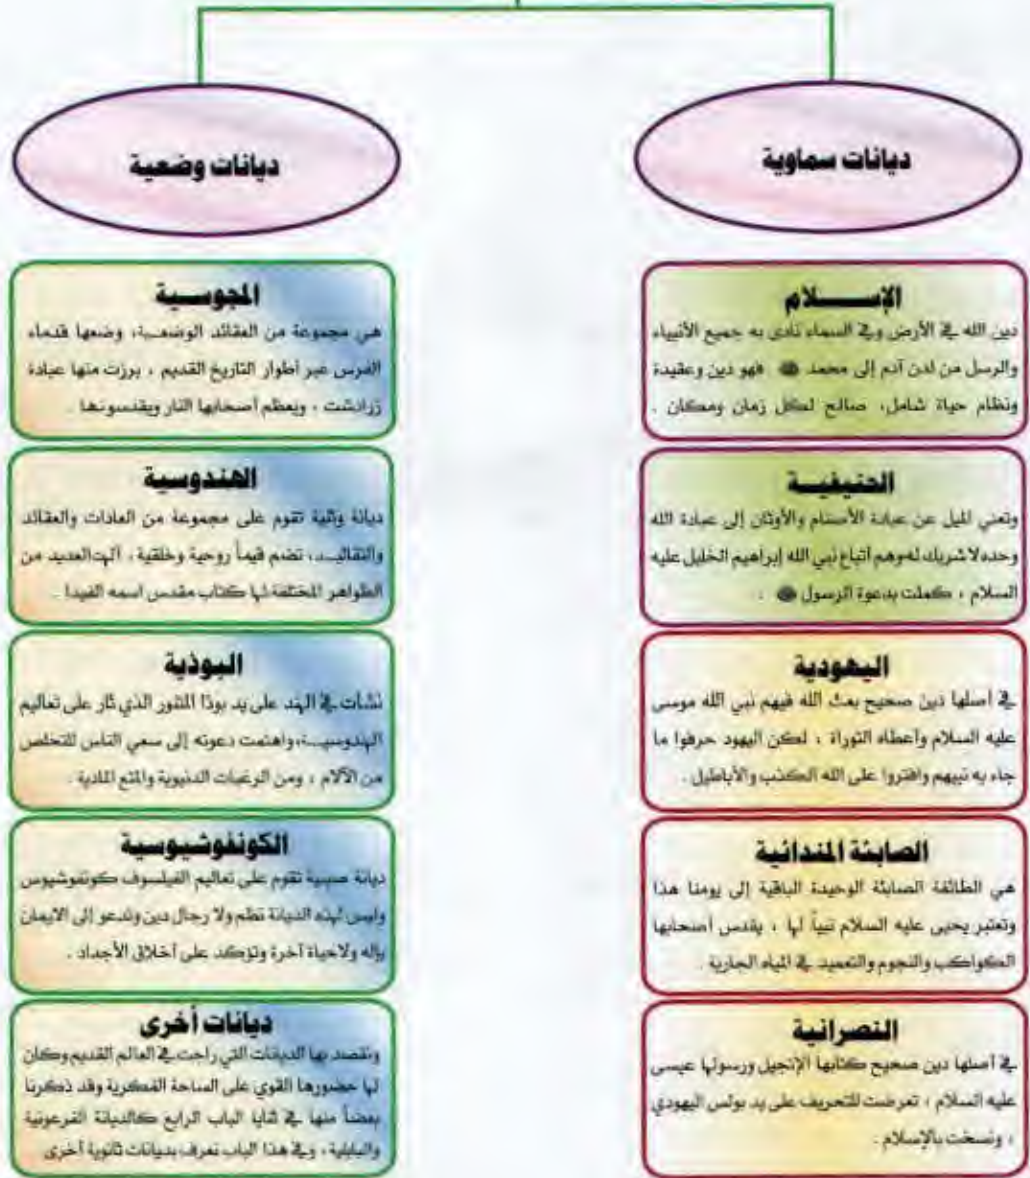 ديانات سماوية
الإســـــلام
دين الله في الأرض وفي السماء نادى به جميع الأنبياء
والرسل من لدن آدم إلى محمد ﷺ فهو دين وعقيدة
ونظام حياة شامل، صالح لكل زمان ومكان .
الحنيفيـــة
وتعني الميل عن عبادة الأصنام والأوثان إلى عبادة الله
وحده لا شريك له وهم أتباع نبي الله إبراهيم الخليل عليه
السلام ، كملت بدعوة الرسول ﷺ .
اليهودية
في أصلها دين صحيح بعث الله فيهم نبي الله موسى
عليه السلام وأعطاه التوراة ، لكن اليهود حرفوا ما
جاء به نبيهم وافتروا على الله الكذب والأباطيل .
الصابئة المندائية
هي الطائفة الصابئة الوحيدة الباقية إلى يومنا هذا
وتعتبر يحيى عليه السلام نبياً لها ، يقدس أصحابها
الكواكب والنجوم والتعميد في المياه الجارية .
النصرانية
في أصلها دين صحيح كتابها الإنجيل ورسولها عيسى
عليه السلام ، تعرضت للتحريف على يد بولس اليهودي
، ونسخت بالإسلام .
ديانات وضعية
المجوسـية
هي مجموعة من العقائد الوضعـية، وضعها قدماء
الفرس عبر أطوار التاريخ القديم ، برزت منها عبادة
زرادشت ، ويعظم أصحابها النار ويقدسونها .
الهندوسية
ديانة وثنية تقوم على مجموعة من العادات والعقائد
والتقاليـد، تضم قيماً روحية وخلقية ، ألهت العديد من
الظواهر المختلفة لها كتاب مقدس اسمه الفيدا .
البوذية
نشأت في الهند على يد بوذا المتنور الذي ثار على تعاليم
الهندوسيــة، واهتمت دعوته إلى سعي الناس للتخلص
من الآلام ، ومن الرغبات الدنيوية والمتع المادية .
الكونفوشيوسية
ديانة صينية تقوم على تعاليم الفيلسوف كونفوشيوس
وليس لهذه الديانة نظم ولا رجال دين ولا تدعو إلى الايمان
بإله ولا حياة آخرة وتؤكد على أخلاق الأجداد .
ديانات أخرى
ونقصد بها الديانات التي راجت في العالم القديم وكان
لها حضورها القوي على الساحة الفكرية وقد ذكرنا
بعضاً منها في ثنايا الباب الرابع كالديانة الفرعونية
والبابلية ، وفي هذا الباب نعرف بديانات ثانوية أخرى